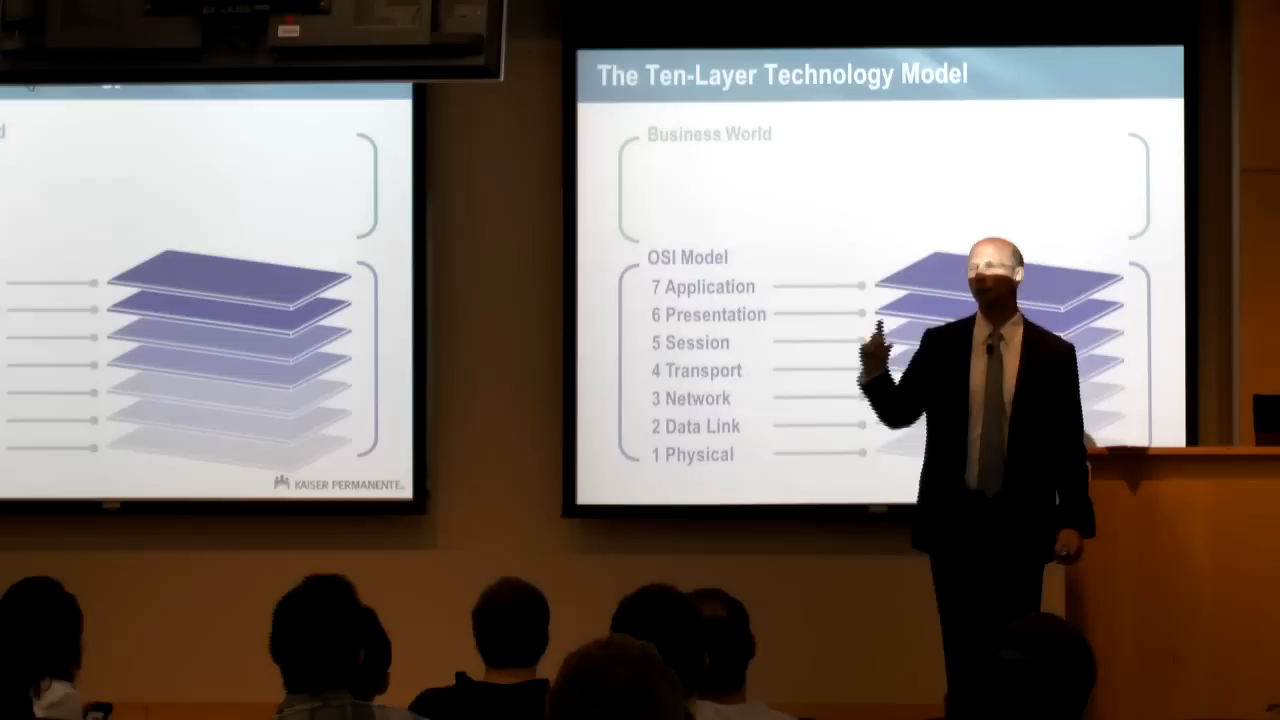 The Ten-Layer Technology Model
Business World
OSI Model
7 Application
6 Presentation
5 Session
4 Transport
3 Network
2 Data Link
1 Physical
KAISER PERMANENTE